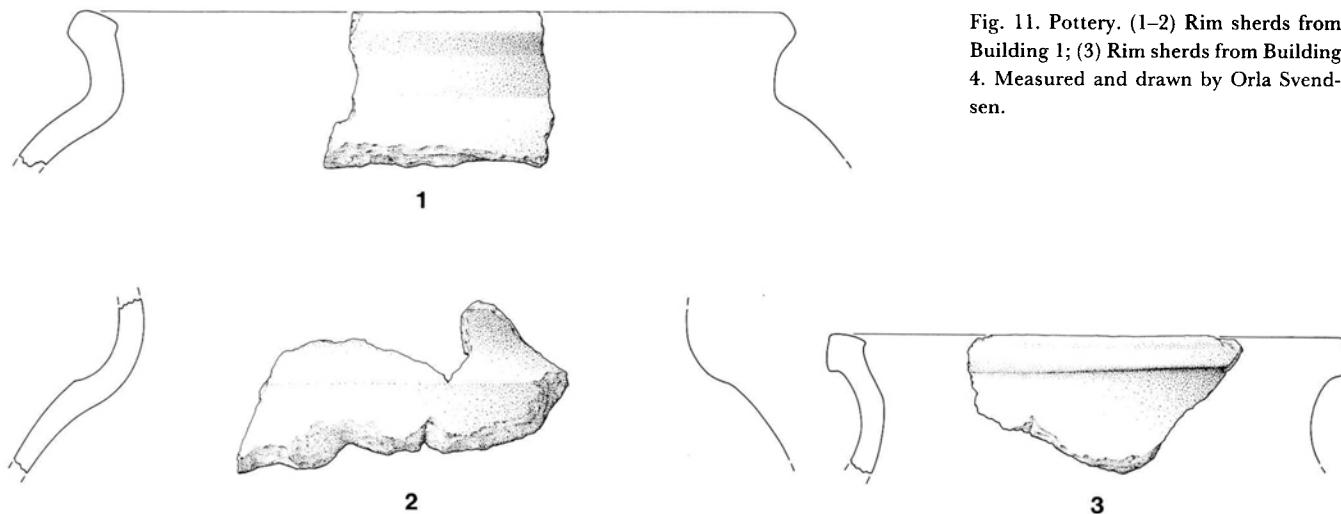 Fig. 11. Pottery. (1–2) Rim sherds from
Building 1; (3) Rim sherds from Building
4. Measured and drawn by Orla Svend-
sen.
1
2
3